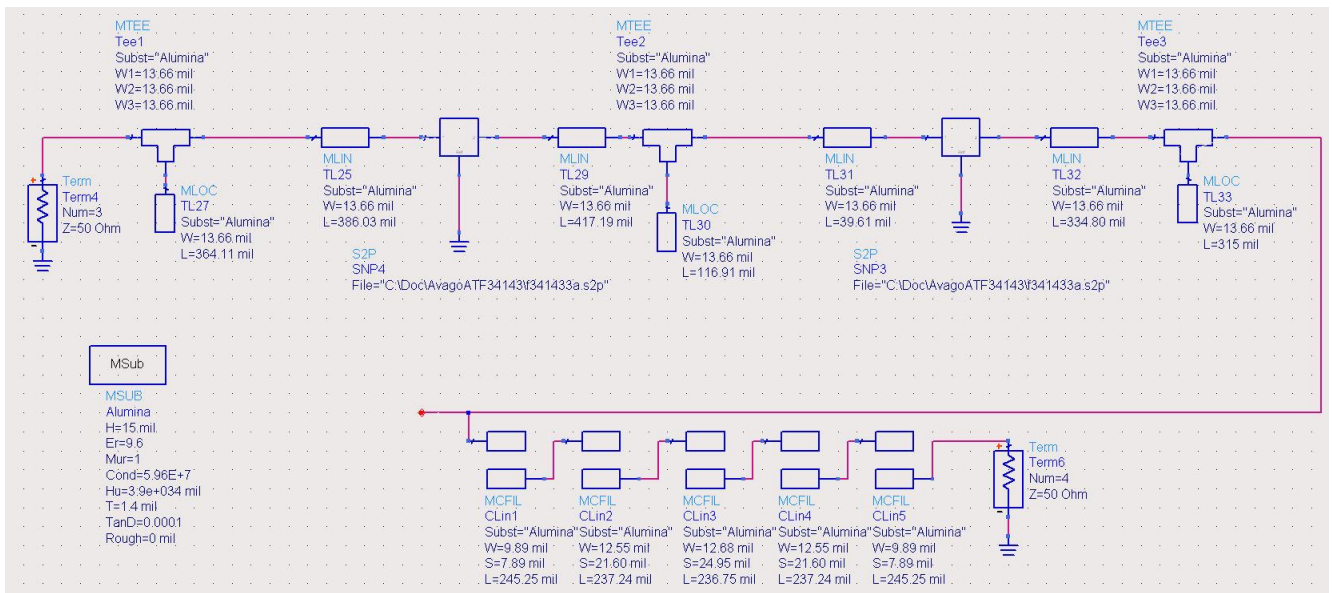 MTEE
Tee1
Subst="Alumina"
W1=13.66 mil
W2=13.66 mil
W3=13.66 mil
MTEE
Tee2
Subst="Alumina"
W1=13.66 mil
W2=13.66 mil
W3=13.66 mil
MTEE
Tee3
Subst="Alumina"
W1=13.66 mil
W2=13.66 mil
W3=13.66 mil
Term
Term4
Num=3
Z=50 Ohm
MLOC
TL27
Subst="Alumina"
W=13.66 mil
L=364.11 mil
MLIN
TL25
Subst="Alumina"
W=13.66 mil
L=386.03 mil
S2P
SNP4
File="C:\Doc\AvagoATF34143\f341433a.s2p"
MLIN
TL29
Subst="Alumina"
W=13.66 mil
L=417.19 mil
MLOC
TL30
Subst="Alumina"
W=13.66 mil
L=116.91 mil
MLIN
TL31
Subst="Alumina"
W=13.66 mil
L=39.61 mil
S2P
SNP3
File="C:\Doc\AvagoATF34143\f341433a.s2p"
MLIN
TL32
Subst="Alumina"
W=13.66 mil
L=334.80 mil
MLOC
TL33
Subst="Alumina"
W=13.66 mil
L=315 mil
MSub
MSUB
Alumina
H=15 mil
Er=9.6
Mur=1
Cond=5.96E+7
Hu=3.9e+034 mil
T=1.4 mil
TanD=0.0001
Rough=0 mil
MCFIL
CLin1
Subst="Alumina"
W=9.89 mil
S=7.89 mil
L=245.25 mil
MCFIL
CLin2
Subst="Alumina"
W=12.55 mil
S=21.60 mil
L=237.24 mil
MCFIL
CLin3
Subst="Alumina"
W=12.68 mil
S=24.95 mil
L=236.75 mil
MCFIL
CLin4
Subst="Alumina"
W=12.55 mil
S=21.60 mil
L=237.24 mil
MCFIL
CLin5
Subst="Alumina"
W=9.89 mil
S=7.89 mil
L=245.25 mil
Term
Term6
Num=4
Z=50 Ohm